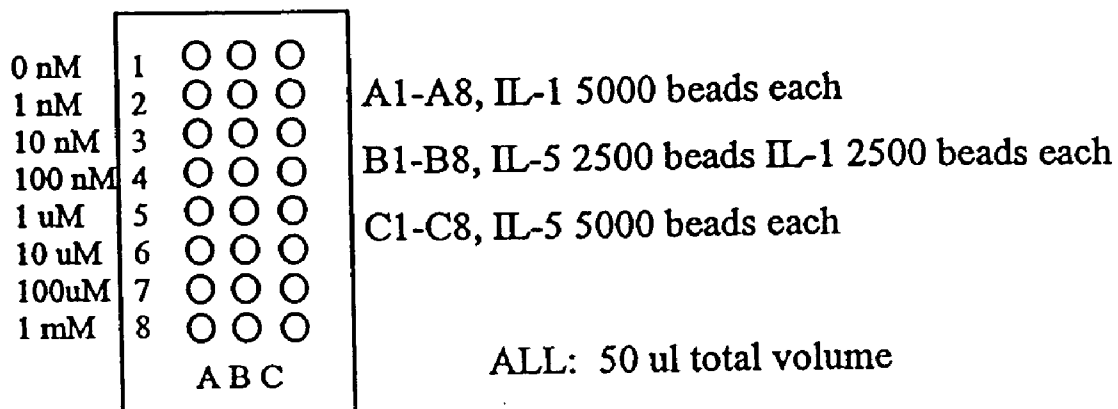 0 nM 1
1 nM 2
A1-A8, IL-1 5000 beads each
10 nM 3
B1-B8, IL-5 2500 beads IL-1 2500 beads each
100 nM 4
1 uM 5
C1-C8, IL-5 5000 beads each
10 uM 6
100uM 7
1 mM 8
ALL: 50 ul total volume
A B C